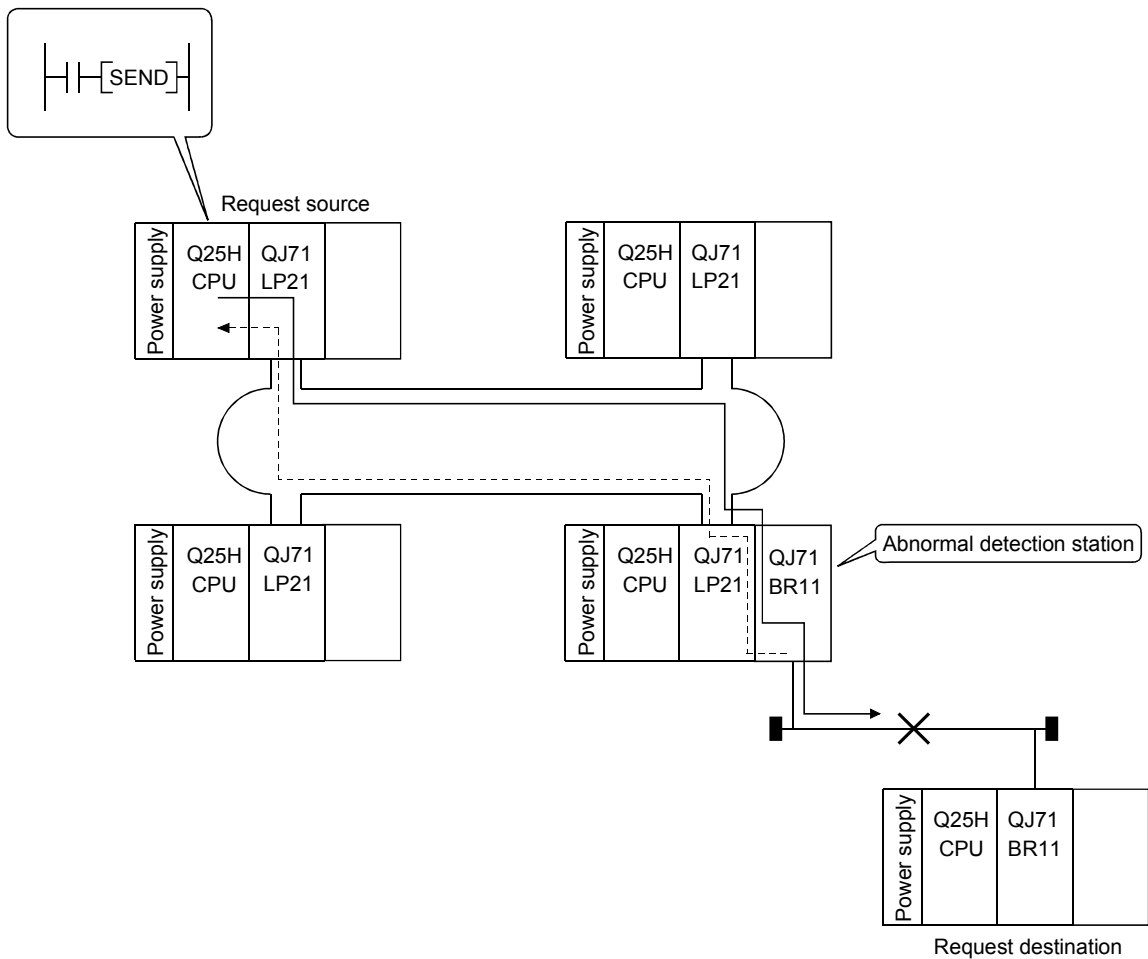 SEND
Request source
Power supply
Q25H
CPU
QJ71
LP21
Power supply
Q25H
CPU
QJ71
LP21
Power supply
Q25H
CPU
QJ71
LP21
Power supply
Q25H
CPU
QJ71
LP21
QJ71
BR11
Abnormal detection station
Power supply
Q25H
CPU
QJ71
BR11
Request destination